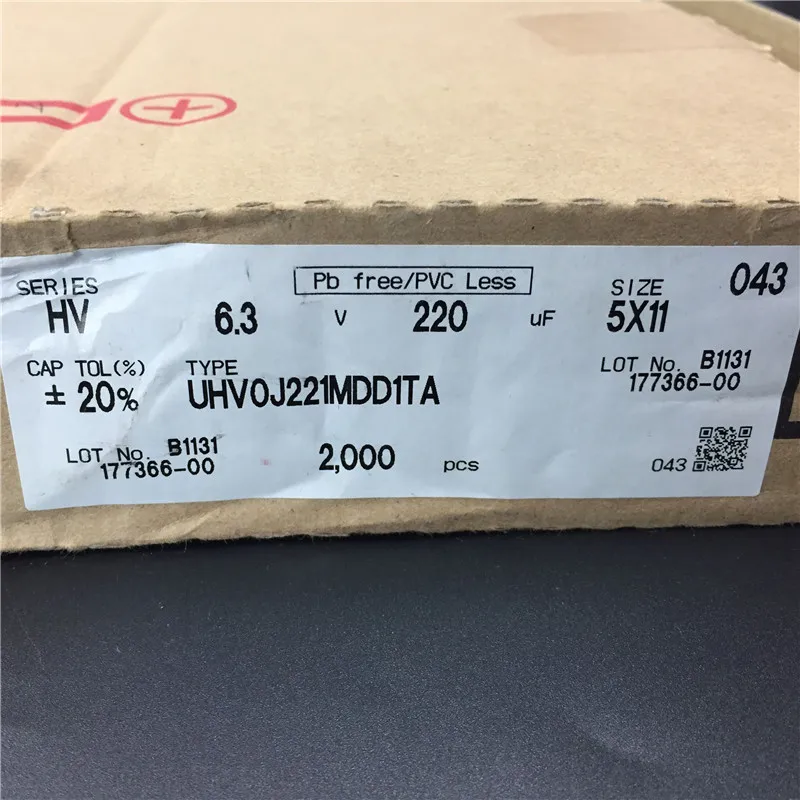 Pb free/PVC Less
SERIES SIZE 043
HV 6.3 V 220 uF 5X11
CAP TOL(%) TYPE LOT No. B1131
± 20% UHV0J221MDD1TA 177366-00
LOT No. B1131
177366-00 2,000 pcs 043